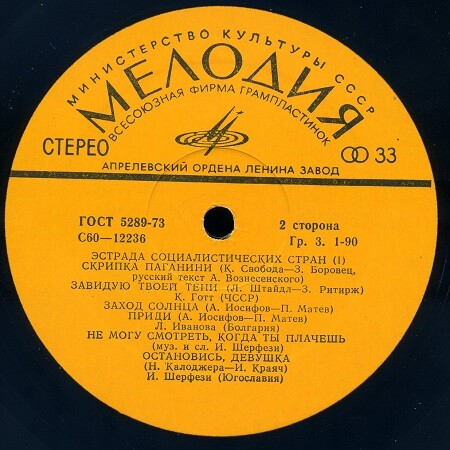 МИНИСТЕРСТВО КУЛЬТУРЫ СССР
МЕЛОДИЯ
ВСЕСОЮЗНАЯ ФИРМА ГРАМПЛАСТИНОК
СТЕРЕО 33
АПРЕЛЕВСКИЙ ОРДЕНА ЛЕНИНА ЗАВОД
ГОСТ 5289-73 2 сторона
С60—12236 Гр. 3. 1-90
ЭСТРАДА СОЦИАЛИСТИЧЕСКИХ СТРАН (I)
СКРИПКА ПАГАНИНИ (К. Свобода—З. Боровец,
русский текст А. Вознесенского)
ЗАВИДУЮ ТВОЕЙ ТЕНИ (Л. Штайдл—З. Ритирж)
К. Готт (ЧССР)
ЗАХОД СОЛНЦА (А. Иосифов—П. Матев)
ПРИДИ (А. Иосифов—П. Матев)
Л. Иванова (Болгария)
НЕ МОГУ СМОТРЕТЬ, КОГДА ТЫ ПЛАЧЕШЬ
(муз. и сл. И. Шерфези)
ОСТАНОВИСЬ, ДЕВУШКА
(Н. Калоджера—И. Краяч)
И. Шерфези (Югославия)